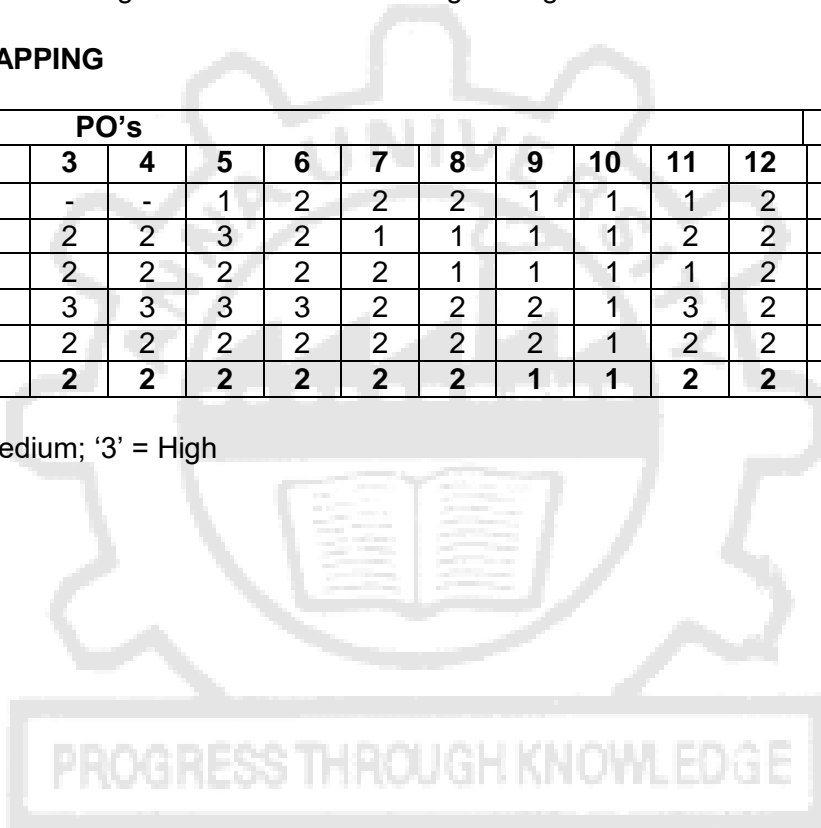 APPING
PO's
3 4 5 6 7 8 9 10 11 12
- - 1 2 2 2 1 1 1 2
2 2 3 2 1 1 1 1 2 2
2 2 2 2 2 1 1 1 1 2
3 3 3 3 2 2 2 1 3 2
2 2 2 2 2 2 2 1 2 2
2 2 2 2 2 2 1 1 2 2
edium; ‘3’ = High
ANNA UNIVERSITY
PROGRESS THROUGH KNOWLEDGE